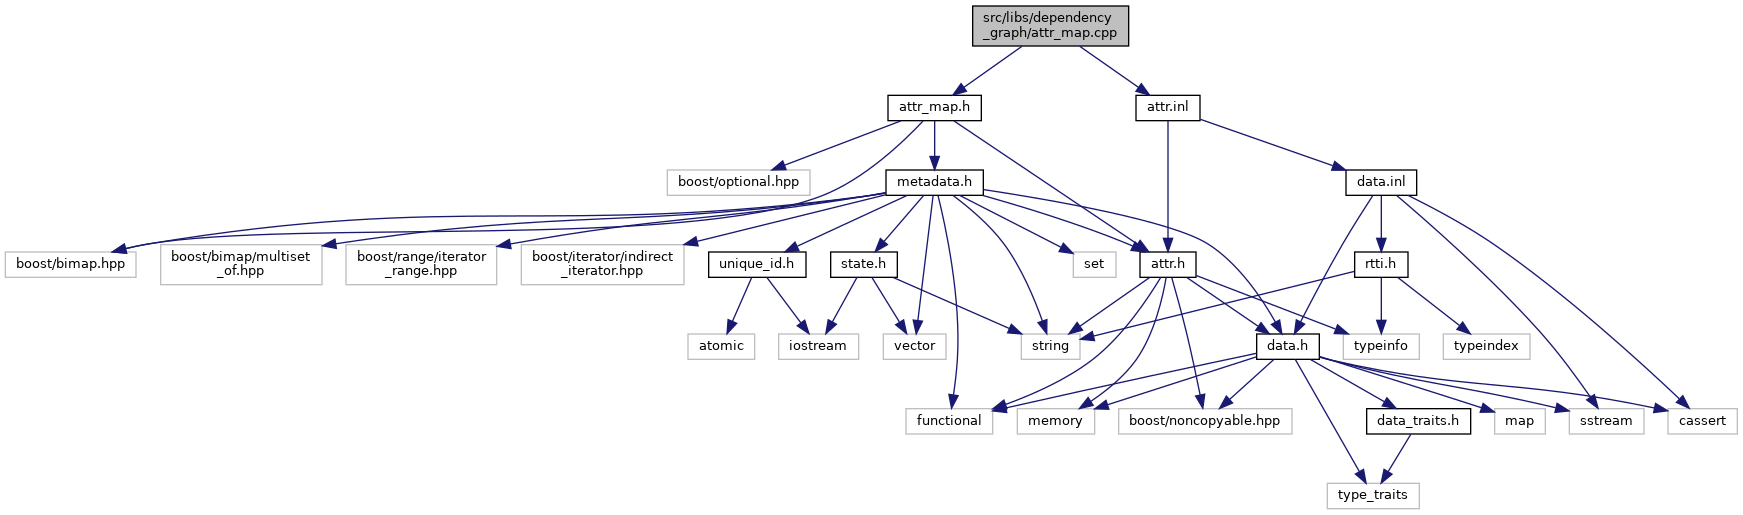 src/libs/dependency
_graph/attr_map.cpp
attr_map.h
attr.inl
boost/optional.hpp
metadata.h
data.inl
boost/bimap.hpp
boost/bimap/multiset
_of.hpp
boost/range/iterator
_range.hpp
boost/iterator/indirect
_iterator.hpp
unique_id.h
state.h
set
attr.h
rtti.h
atomic
iostream
vector
string
data.h
typeinfo
typeindex
functional
memory
boost/noncopyable.hpp
data_traits.h
map
sstream
cassert
type_traits